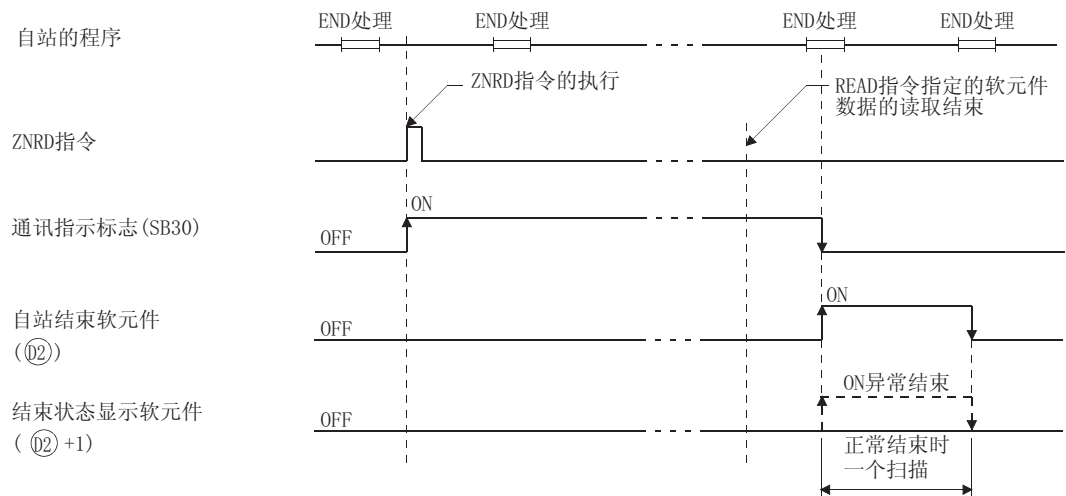 END处理 END处理 END处理 END处理
自站的程序
ZNRD指令的执行
READ指令指定的软元件
数据的读取结束
ZNRD指令
ON
通讯指示标志(SB30)
OFF
ON
自站结束软元件
(D2)
OFF
ON异常结束
结束状态显示软元件
(D2+1)
OFF
正常结束时
一个扫描